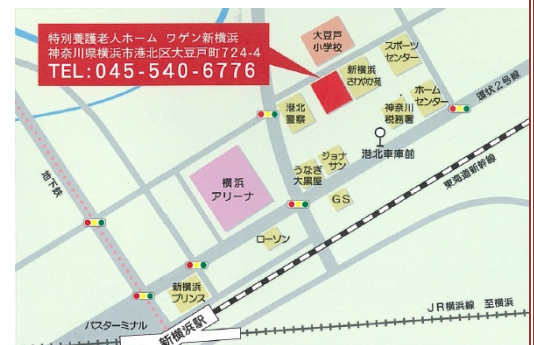 特別養護老人ホーム ワゲン新横浜
神奈川県横浜市港北区大豆戸町724-4
TEL:045-540-6776
大豆戸
小学校
スポーツ
センター
新横浜
さわやか苑
ホーム
センター
環状2号線
港北
警察
神奈川
税務署
港北車庫前
ジョナ
サン
うなぎ
大黒屋
東海道新幹線
地下鉄
横浜
アリーナ
GS
ローソン
新横浜
プリンス
バスターミナル
新横浜駅
JR横浜線 至横浜